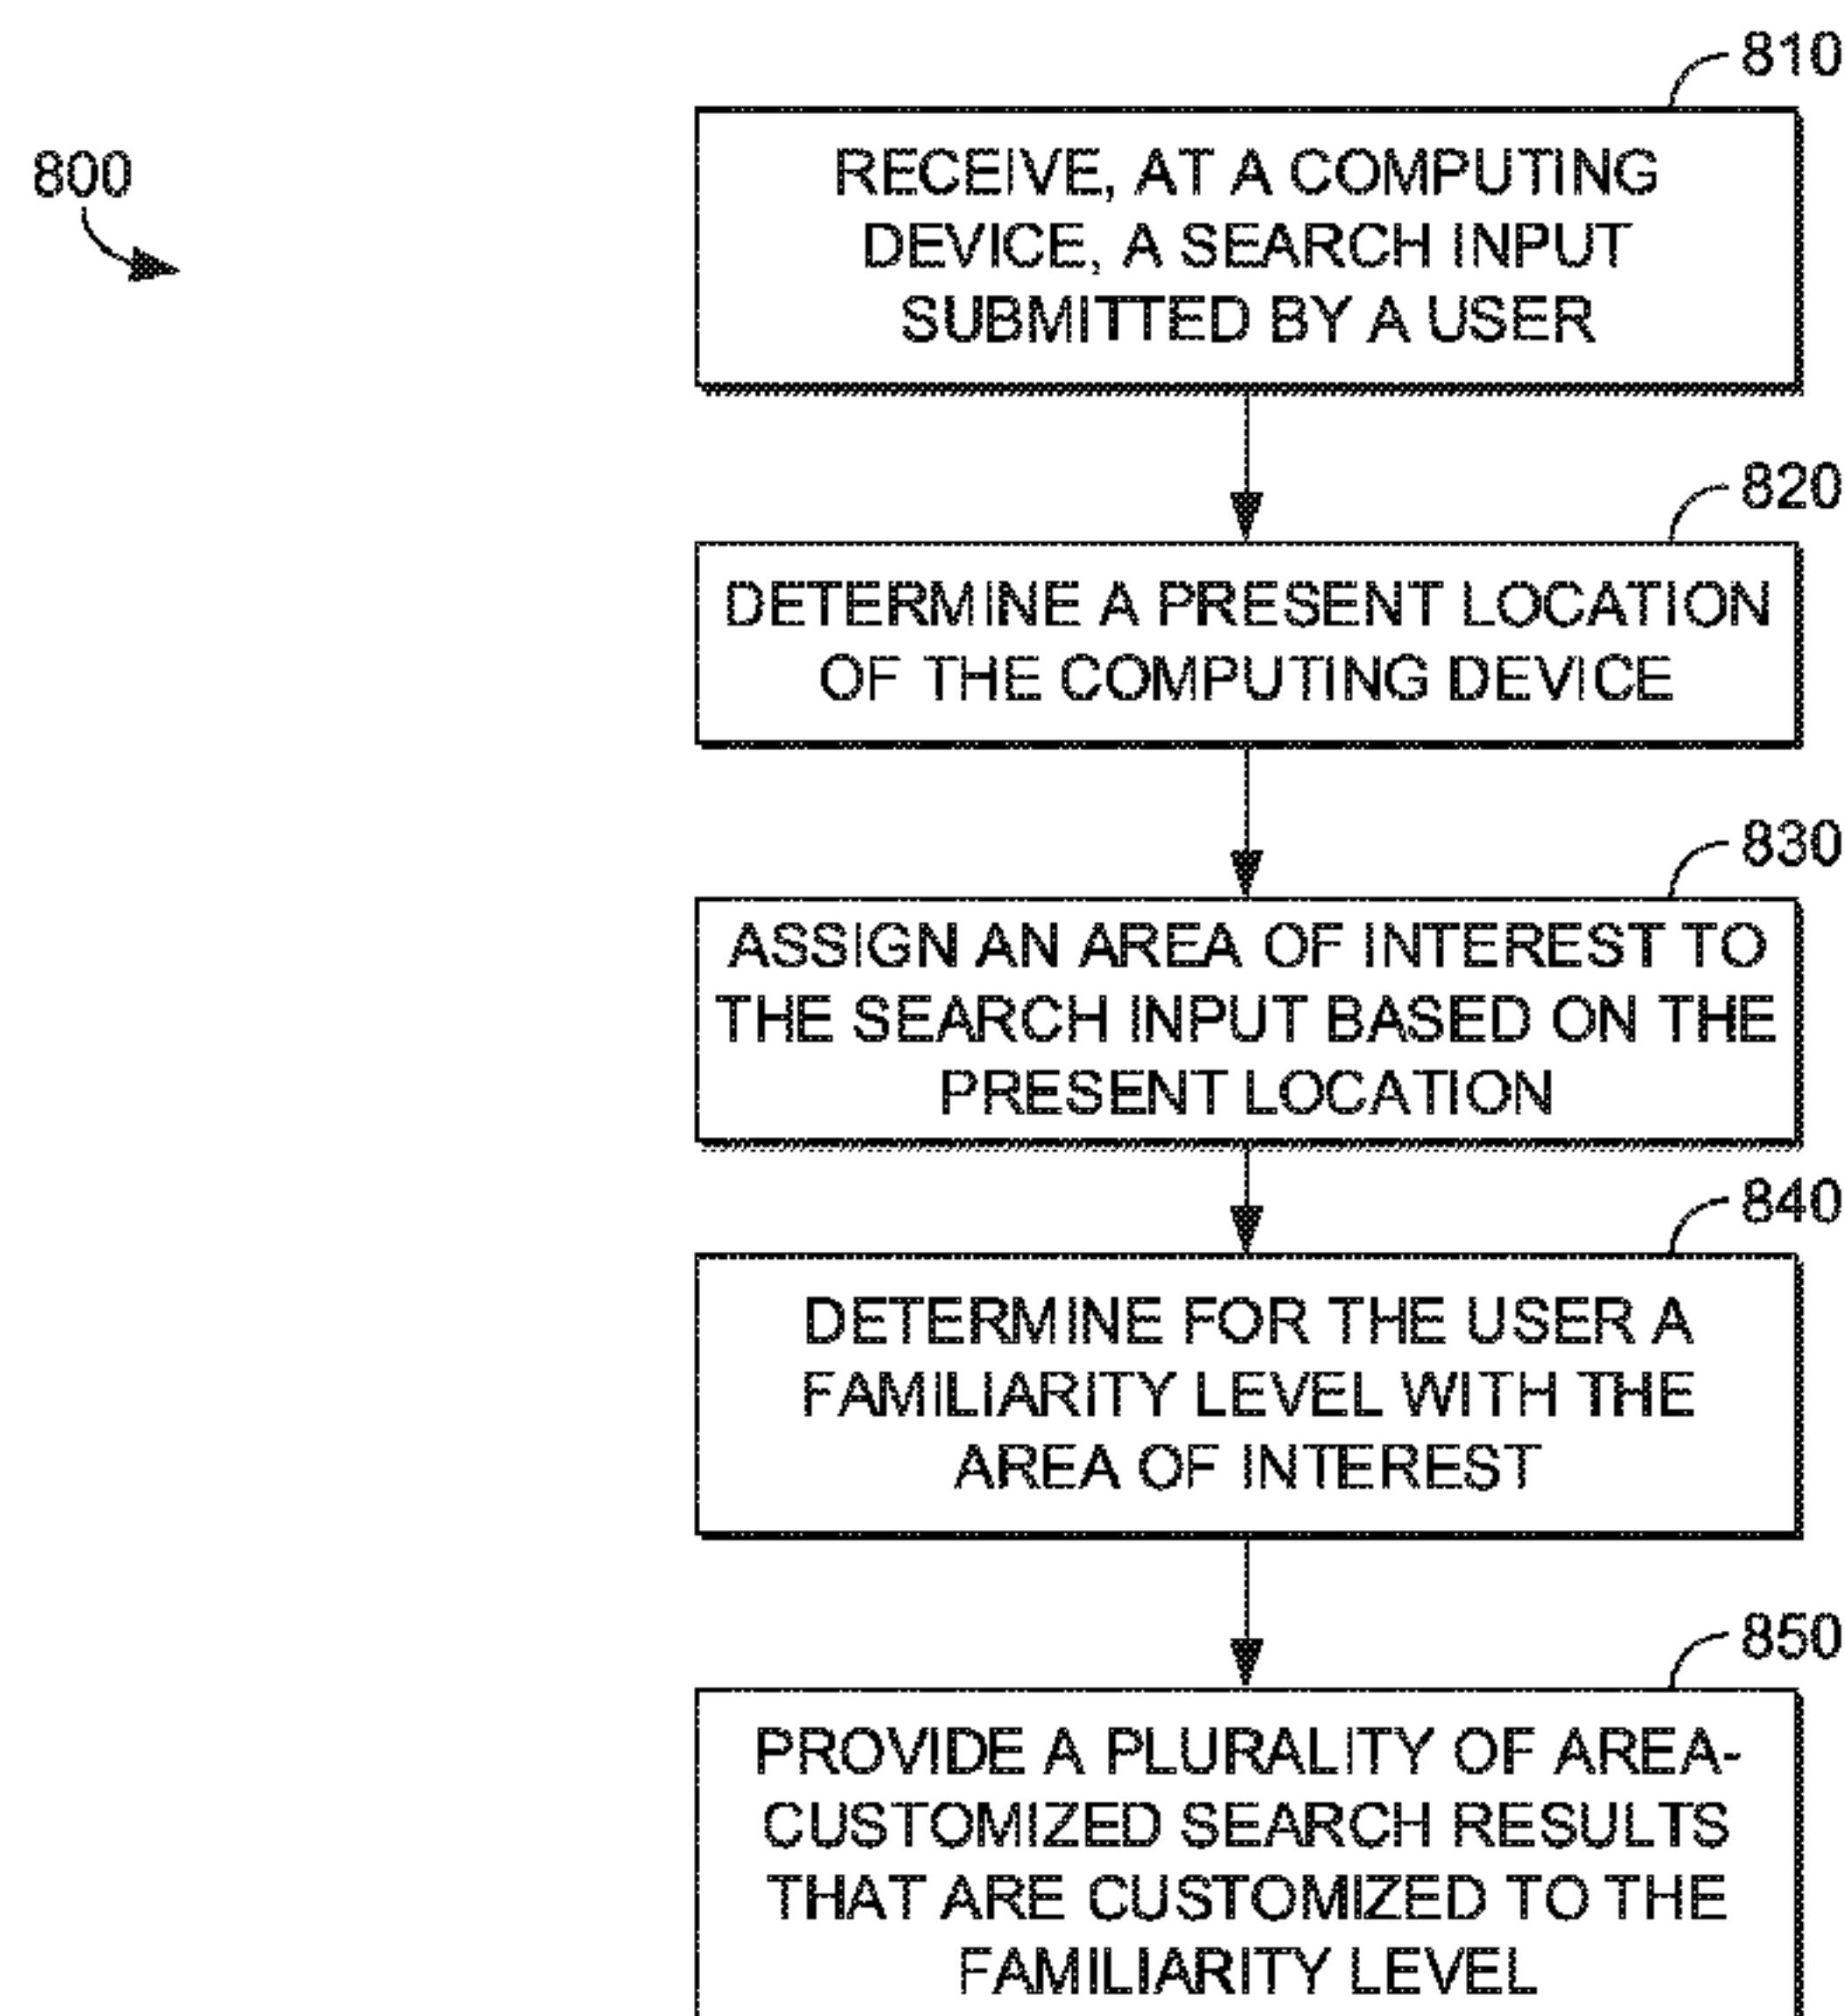 810
800
RECEIVE, AT A COMPUTING
DEVICE, A SEARCH INPUT
SUBMITTED BY A USER
820
DETERMINE A PRESENT LOCATION
OF THE COMPUTING DEVICE
830
ASSIGN AN AREA OF INTEREST TO
THE SEARCH INPUT BASED ON THE
PRESENT LOCATION
840
DETERMINE FOR THE USER A
FAMILIARITY LEVEL WITH THE
AREA OF INTEREST
850
PROVIDE A PLURALITY OF AREA-
CUSTOMIZED SEARCH RESULTS
THAT ARE CUSTOMIZED TO THE
FAMILIARITY LEVEL